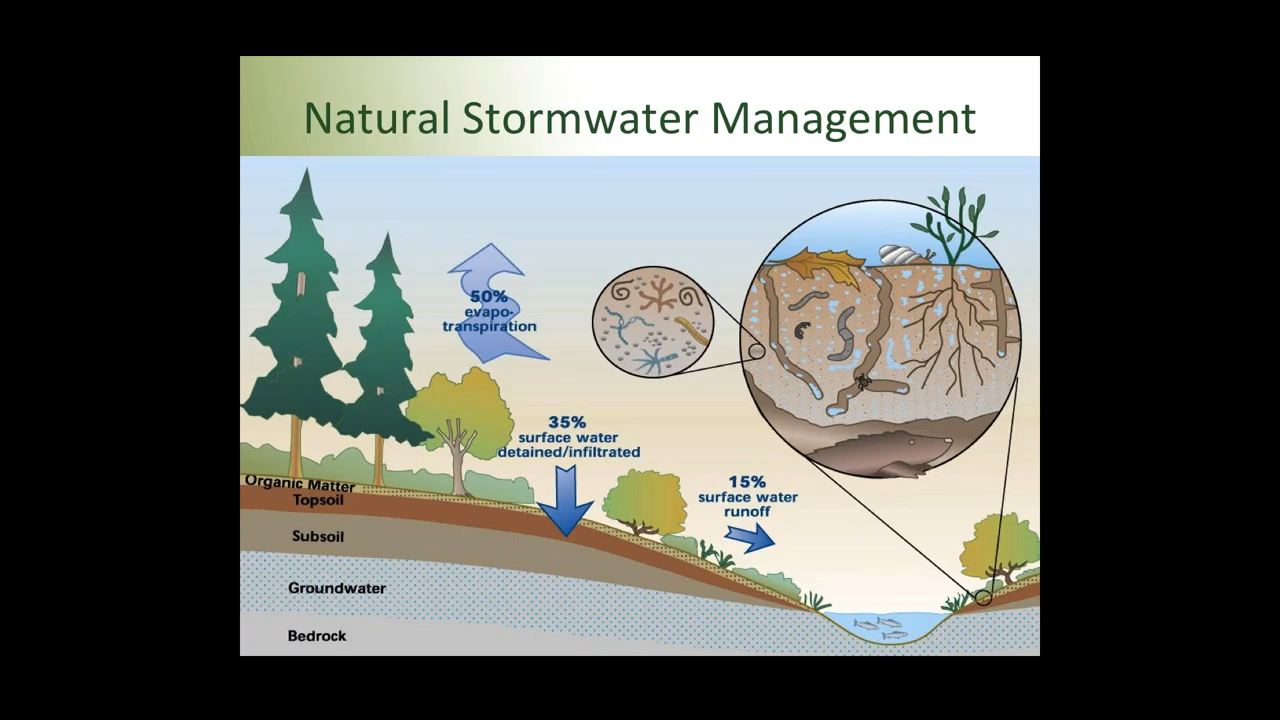 Natural Stormwater Management
50%
evapo-
transpiration
35%
surface water
detained/infiltrated
15%
surface water
runoff
Organic Matter
Topsoil
Subsoil
Groundwater
Bedrock